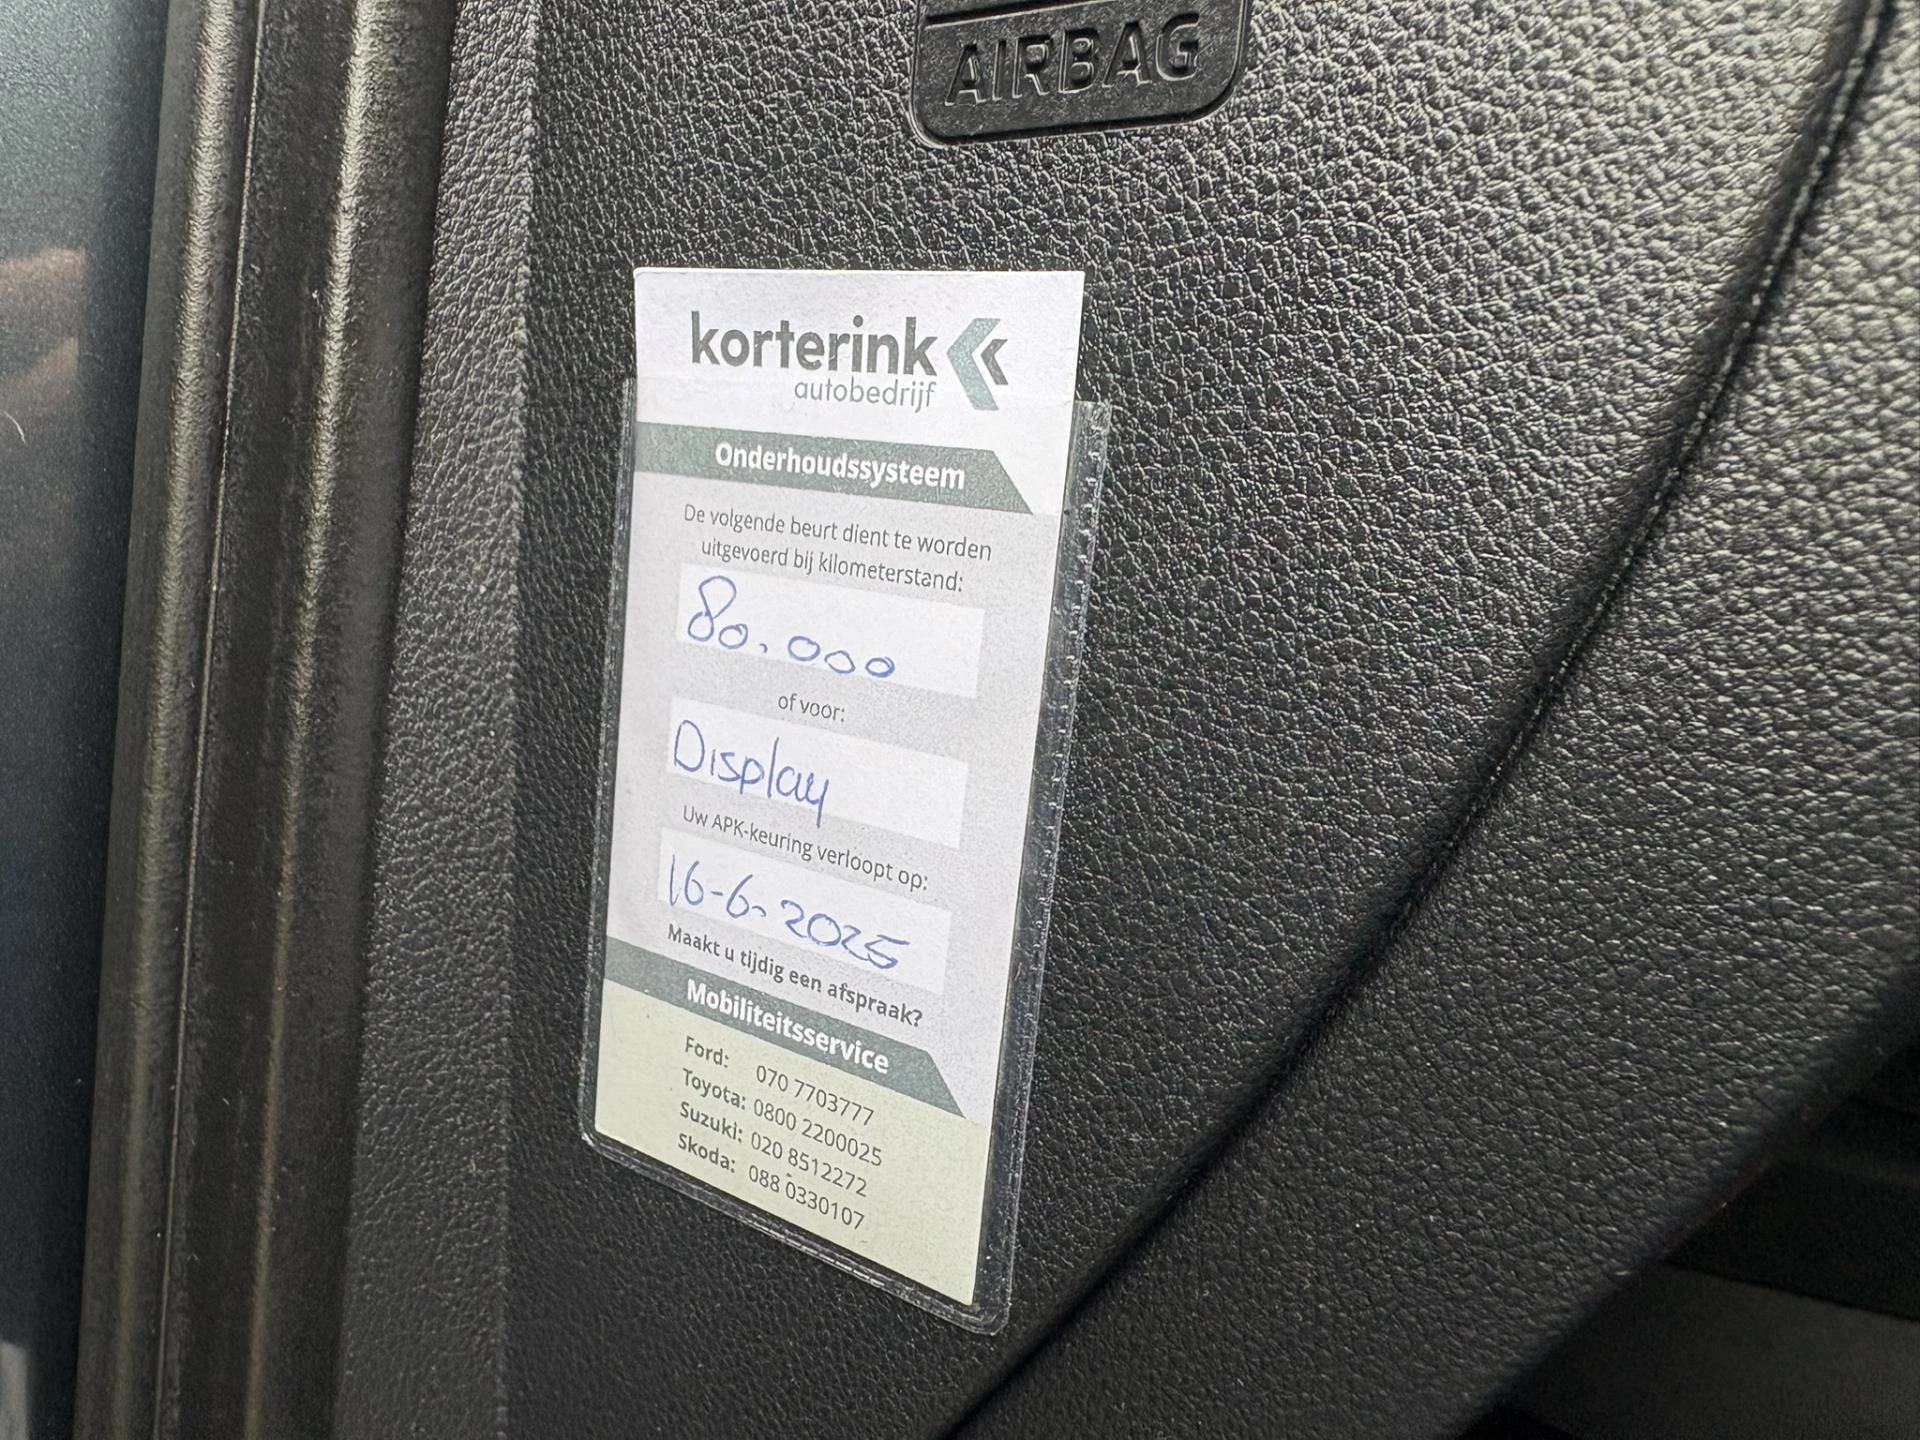 AIRBAG
korterink
autobedrijf
Onderhoudssysteem
De volgende beurt dient te worden
uitgevoerd bij kilometerstand:
80.000
of voor:
Display
Uw APK-keuring verloopt op:
16-6-2025
Maakt u tijdig een afspraak?
Mobiliteitsservice
Ford: 070 7703777
Toyota: 0800 2200025
Suzuki: 020 8512272
Skoda: 088 0330107